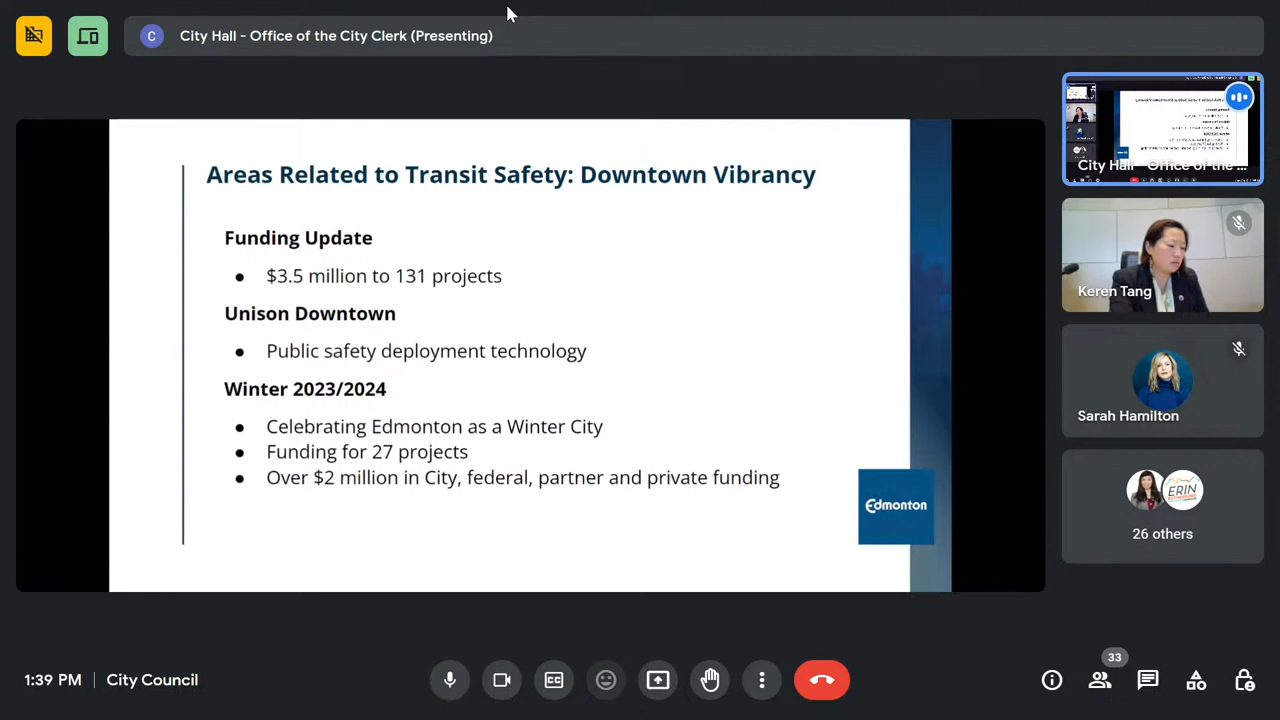 C
City Hall - Office of the City Clerk (Presenting)
Areas Related to Transit Safety: Downtown Vibrancy
Funding Update
● $3.5 million to 131 projects
Unison Downtown
● Public safety deployment technology
Winter 2023/2024
● Celebrating Edmonton as a Winter City
● Funding for 27 projects
● Over $2 million in City, federal, partner and private funding
Edmonton
City Hall - Office of the ...
Keren Tang
Sarah Hamilton
ERIN
26 others
1:39 PM | City Council
CC
33